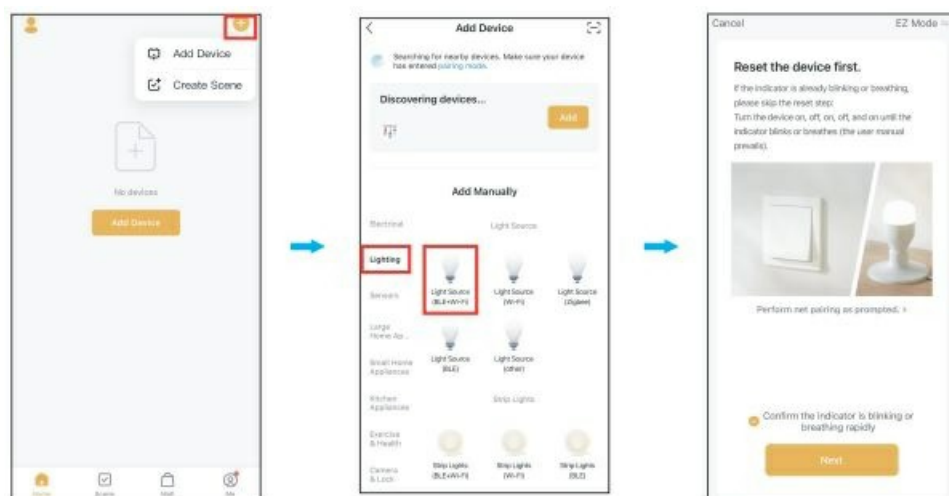 Add Device
Create Scene
No devices
Add Device
Home
Scene
Mall
Me
Add Device
Searching for nearby devices. Make sure your device
has entered pairing mode.
Discovering devices...
Add
Add Manually
Electrical
Lighting
Sensors
Large
Home Ap...
Small Home
Appliances
Kitchen
Appliances
Exercise
& Health
Camera
& Lock
Light Source
Light Source
(BLE+Wi-Fi)
Light Source
(Wi-Fi)
Light Source
(Zigbee)
Light Source
(BLE)
Light Source
(other)
Strip Lights
Strip Lights
(BLE+Wi-Fi)
Strip Lights
(Wi-Fi)
Strip Lights
(BLE)
Cancel
EZ Mode
Reset the device first.
If the indicator is already blinking or breathing,
please skip the reset step:
Turn the device on, off, on, off, and on until the
indicator blinks or breathes (the user manual
prevails).
Perform net pairing as prompted. >
Confirm the indicator is blinking or
breathing rapidly
Next